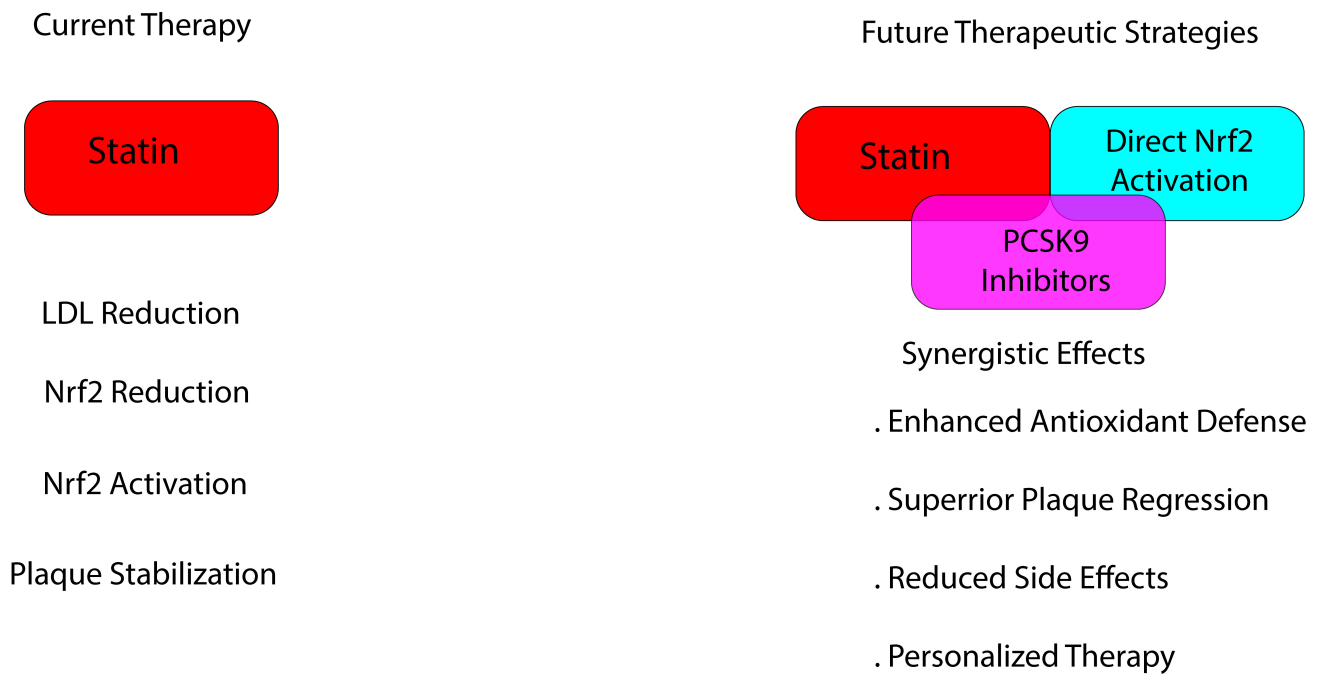 Current Therapy
Statin
LDL Reduction
Nrf2 Reduction
Nrf2 Activation
Plaque Stabilization
Future Therapeutic Strategies
Statin
Direct Nrf2
Activation
PCSK9
Inhibitors
Synergistic Effects
. Enhanced Antioxidant Defense
. Superrior Plaque Regression
. Reduced Side Effects
. Personalized Therapy